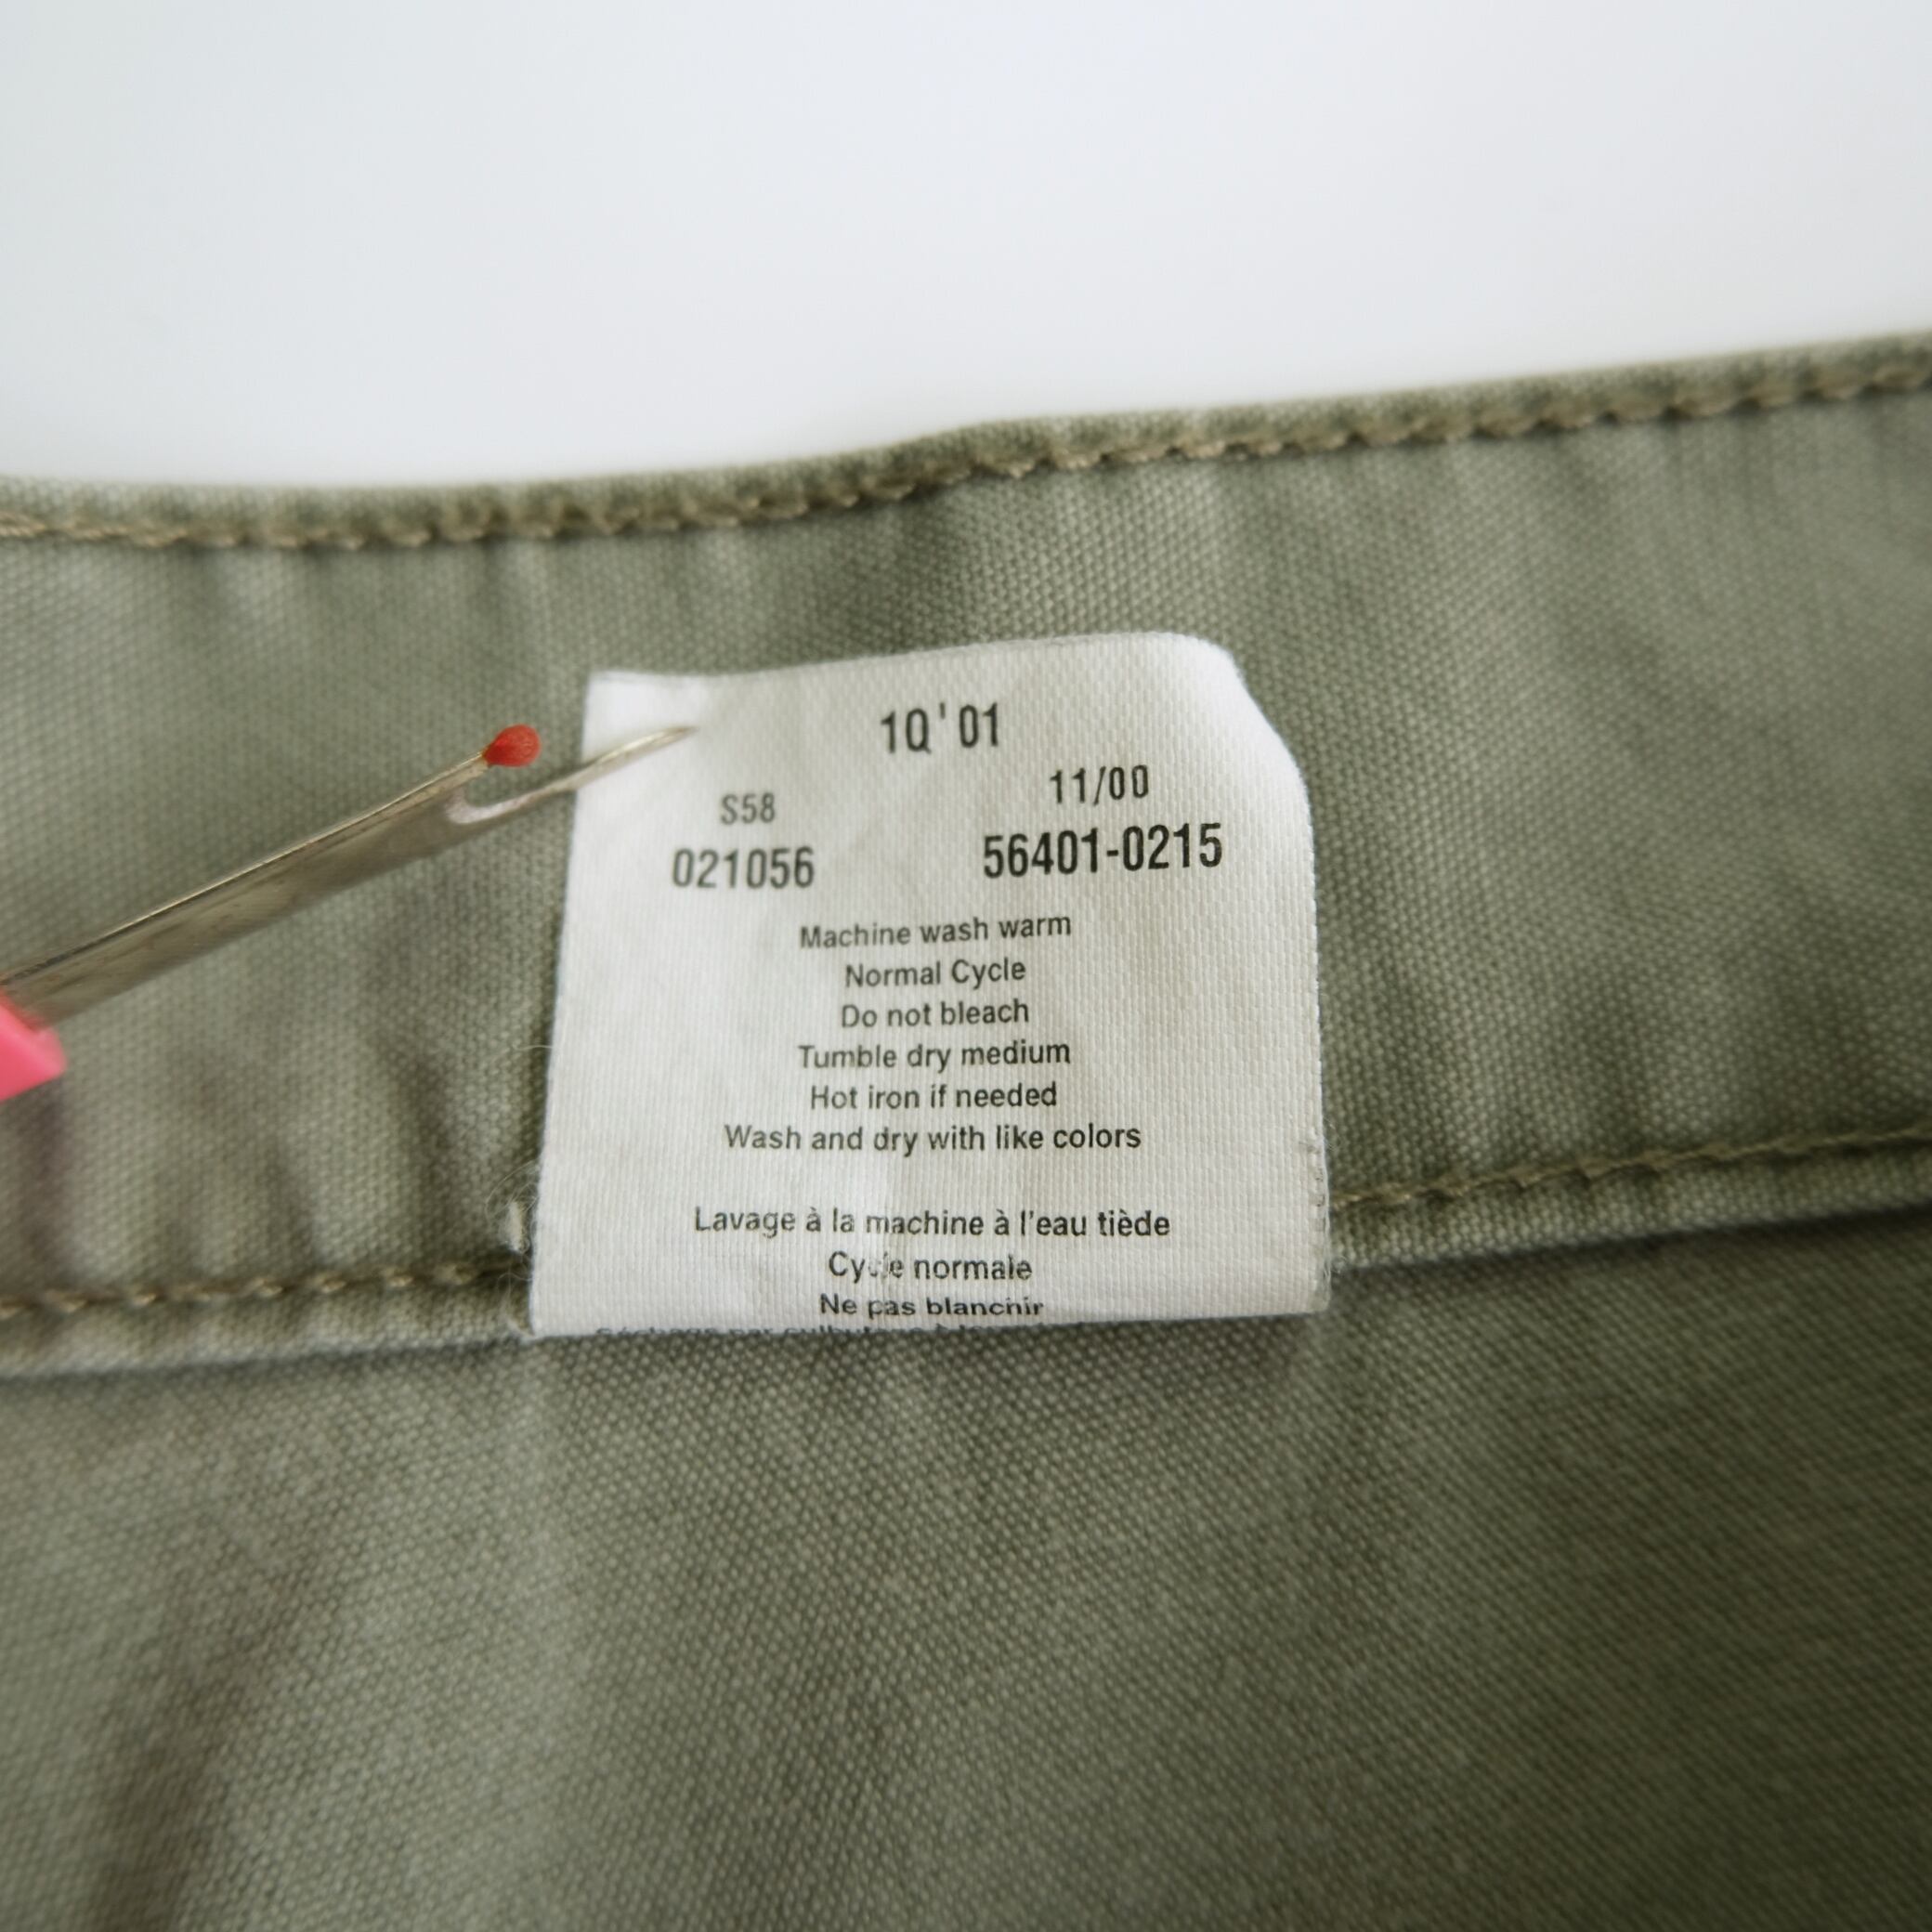 1Q'01
S58 11/00
021056 56401-0215
Machine wash warm
Normal Cycle
Do not bleach
Tumble dry medium
Hot iron if needed
Wash and dry with like colors
Lavage à la machine à l'eau tiède
Cycle normale
Ne pas blanchir